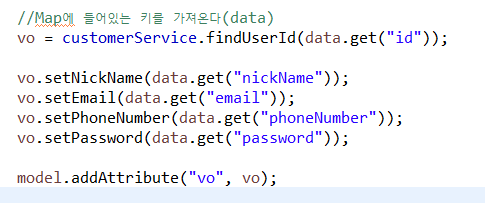 //Map에 들어있는 키를 가져온다(data)
vo = customerService.findUserId(data.get("id"));
vo.setNickName(data.get("nickName"));
vo.setEmail(data.get("email"));
vo.setPhoneNumber(data.get("phoneNumber"));
vo.setPassword(data.get("password"));
model.addAttribute("vo", vo);